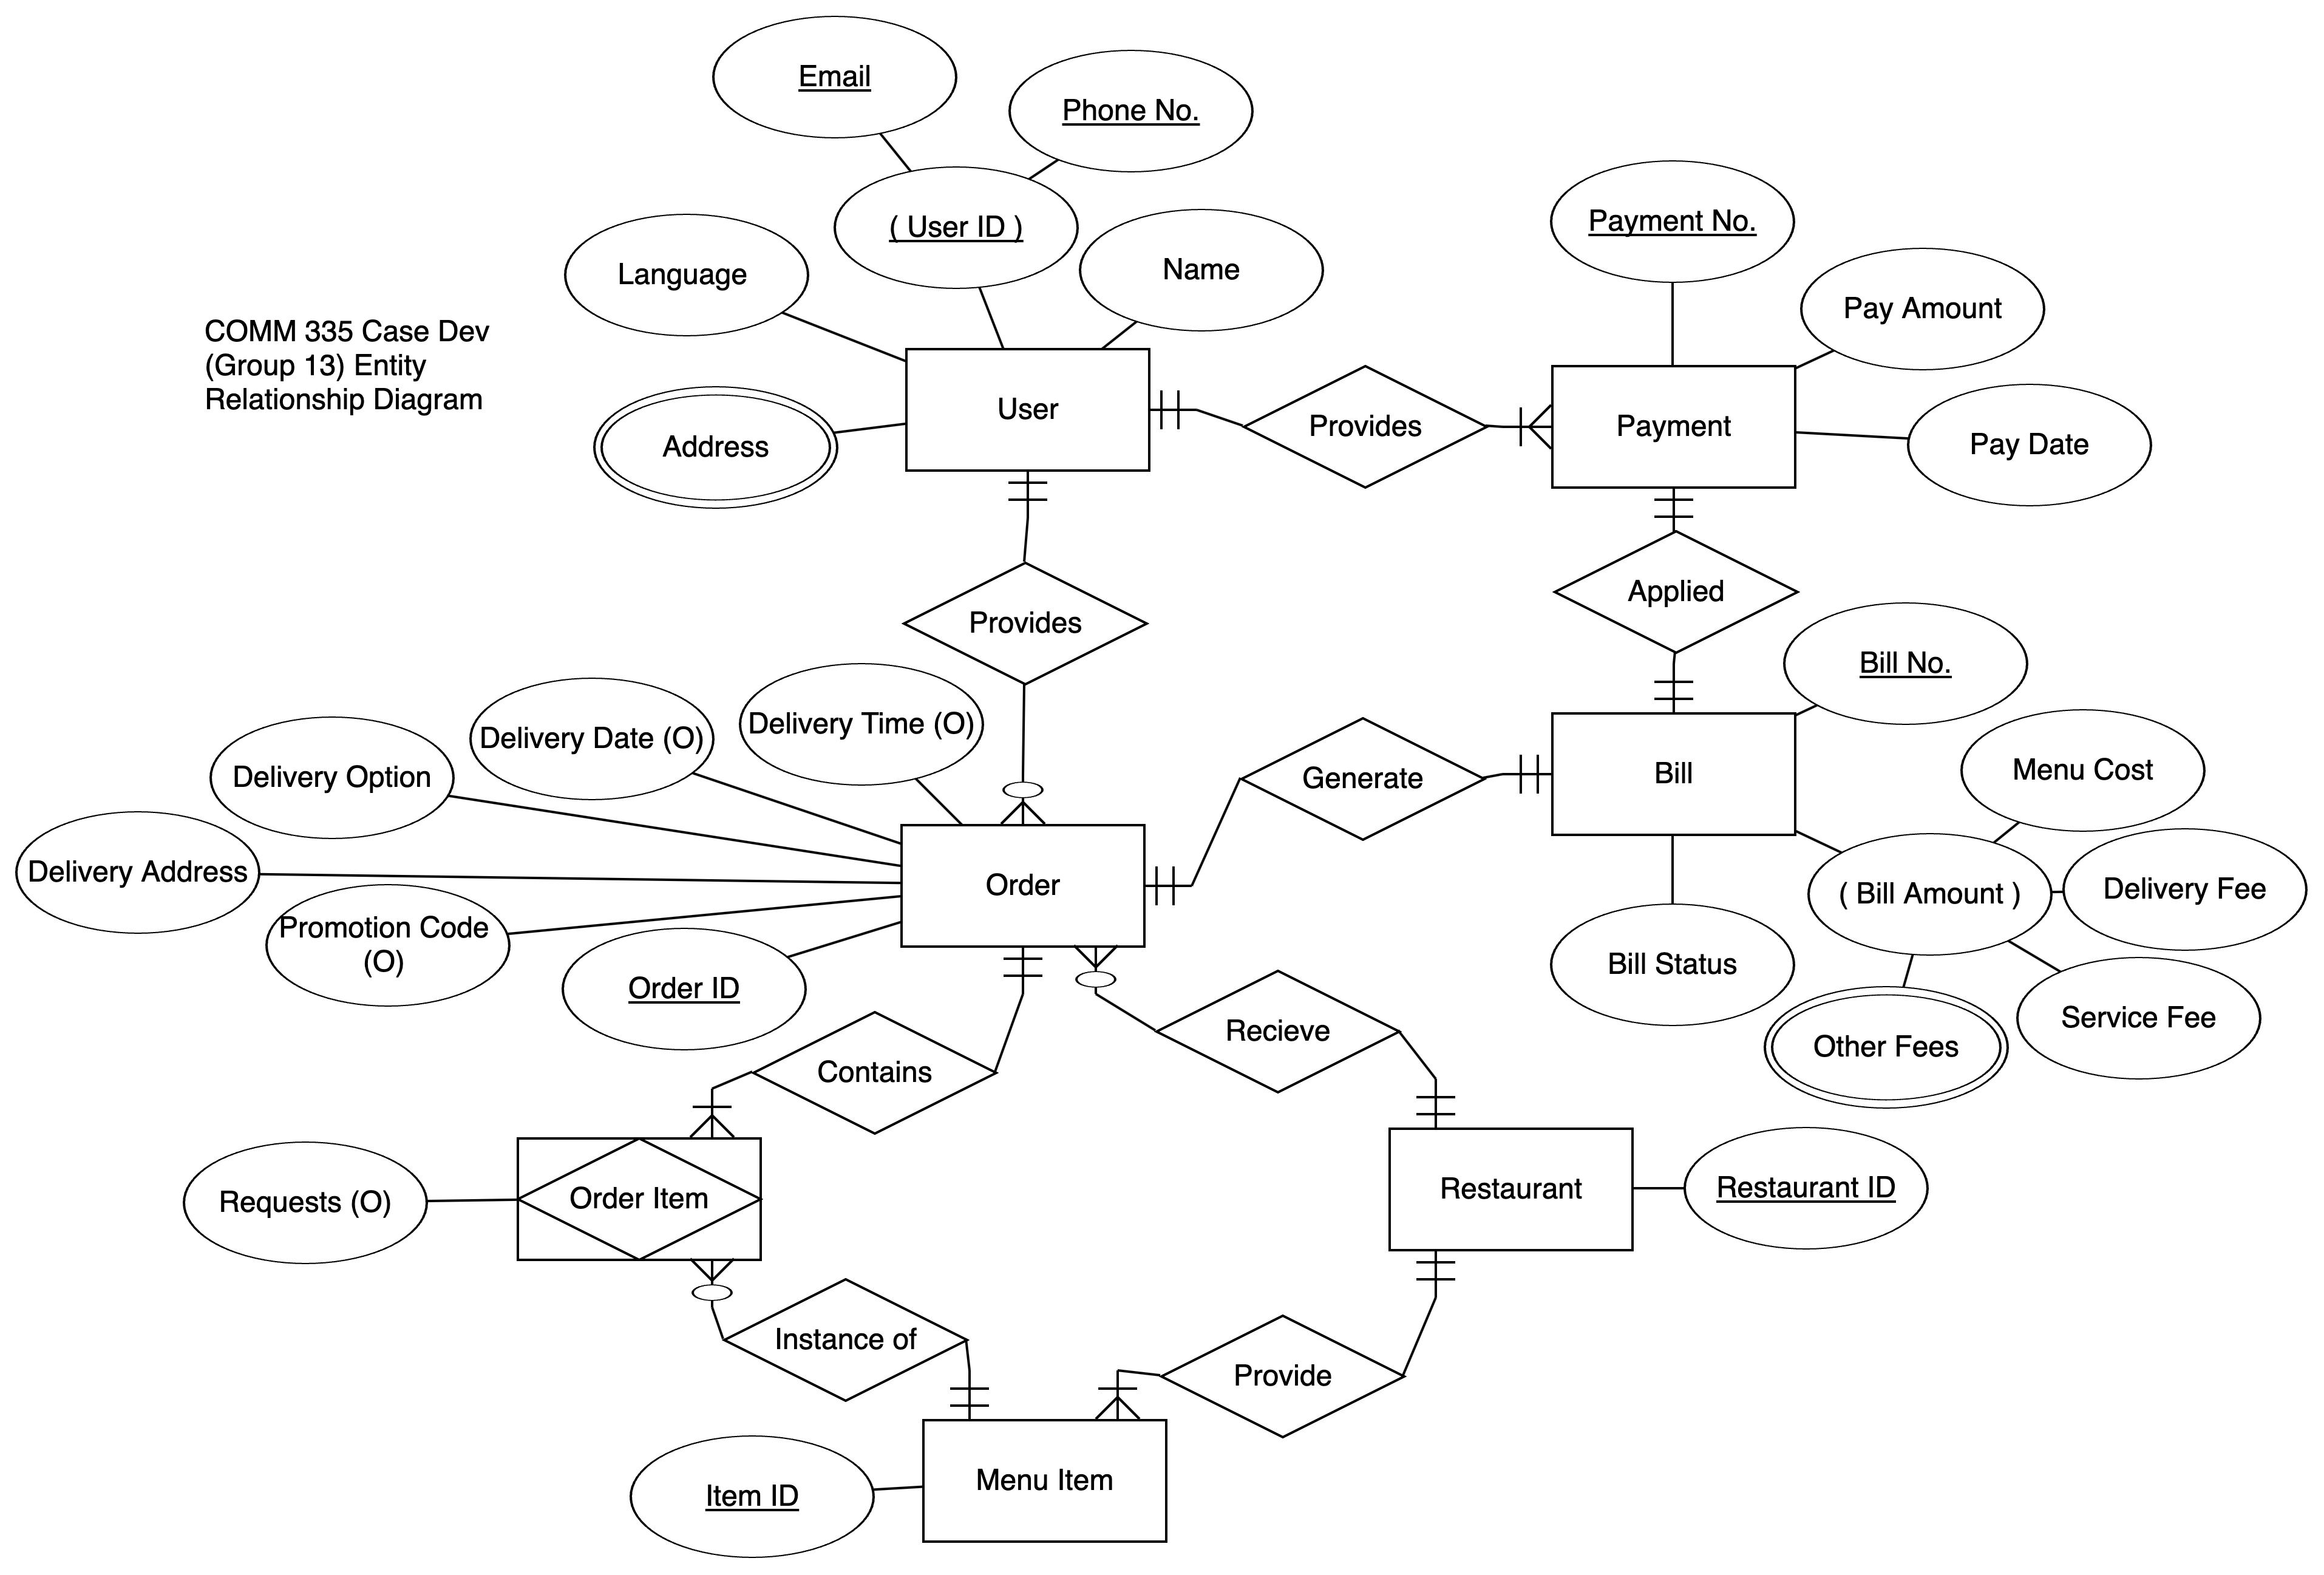 Email
Phone No.
( User ID )
Payment No.
Language
Name
Pay Amount
COMM 335 Case Dev
(Group 13) Entity
Relationship Diagram
User
Provides
Payment
Pay Date
Address
Applied
Provides
Bill No.
Delivery Time (O)
Delivery Date (O)
Delivery Option
Generate
Bill
Menu Cost
Delivery Address
Order
( Bill Amount )
Delivery Fee
Promotion Code
(O)
Order ID
Bill Status
Service Fee
Recieve
Other Fees
Contains
Requests (O)
Order Item
Restaurant
Restaurant ID
Instance of
Provide
Item ID
Menu Item